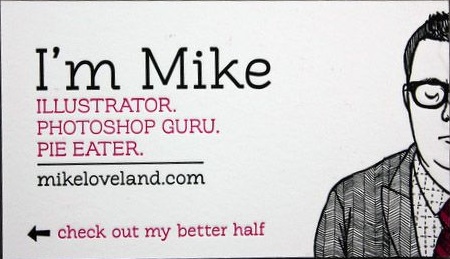 I'm Mike
ILLUSTRATOR.
PHOTOSHOP GURU.
PIE EATER.
mikeloveland.com
check out my better half